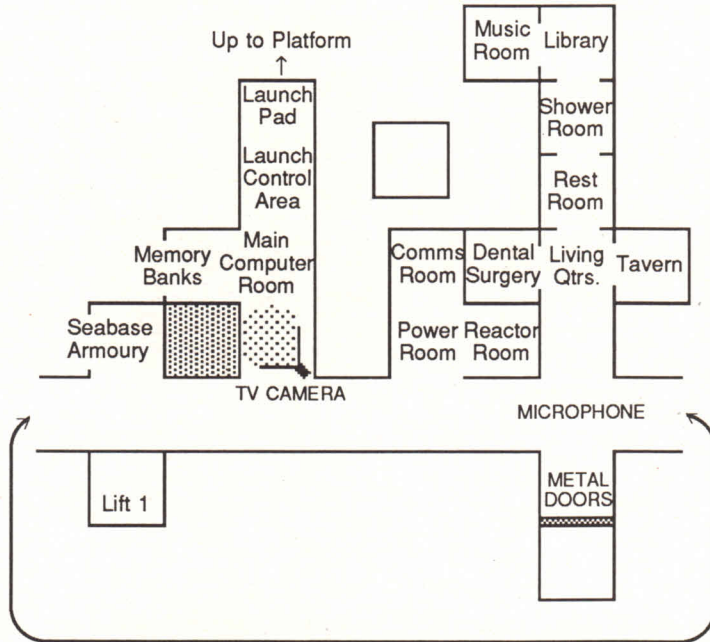 Up to Platform
↑
Music
Room
Library
Launch
Pad
Shower
Room
Launch
Control
Area
Rest
Room
Memory
Banks
Main
Computer
Room
Comms
Room
Dental
Surgery
Living
Qtrs.
Tavern
Seabase
Armoury
Power
Room
Reactor
Room
TV CAMERA
MICROPHONE
Lift 1
METAL
DOORS